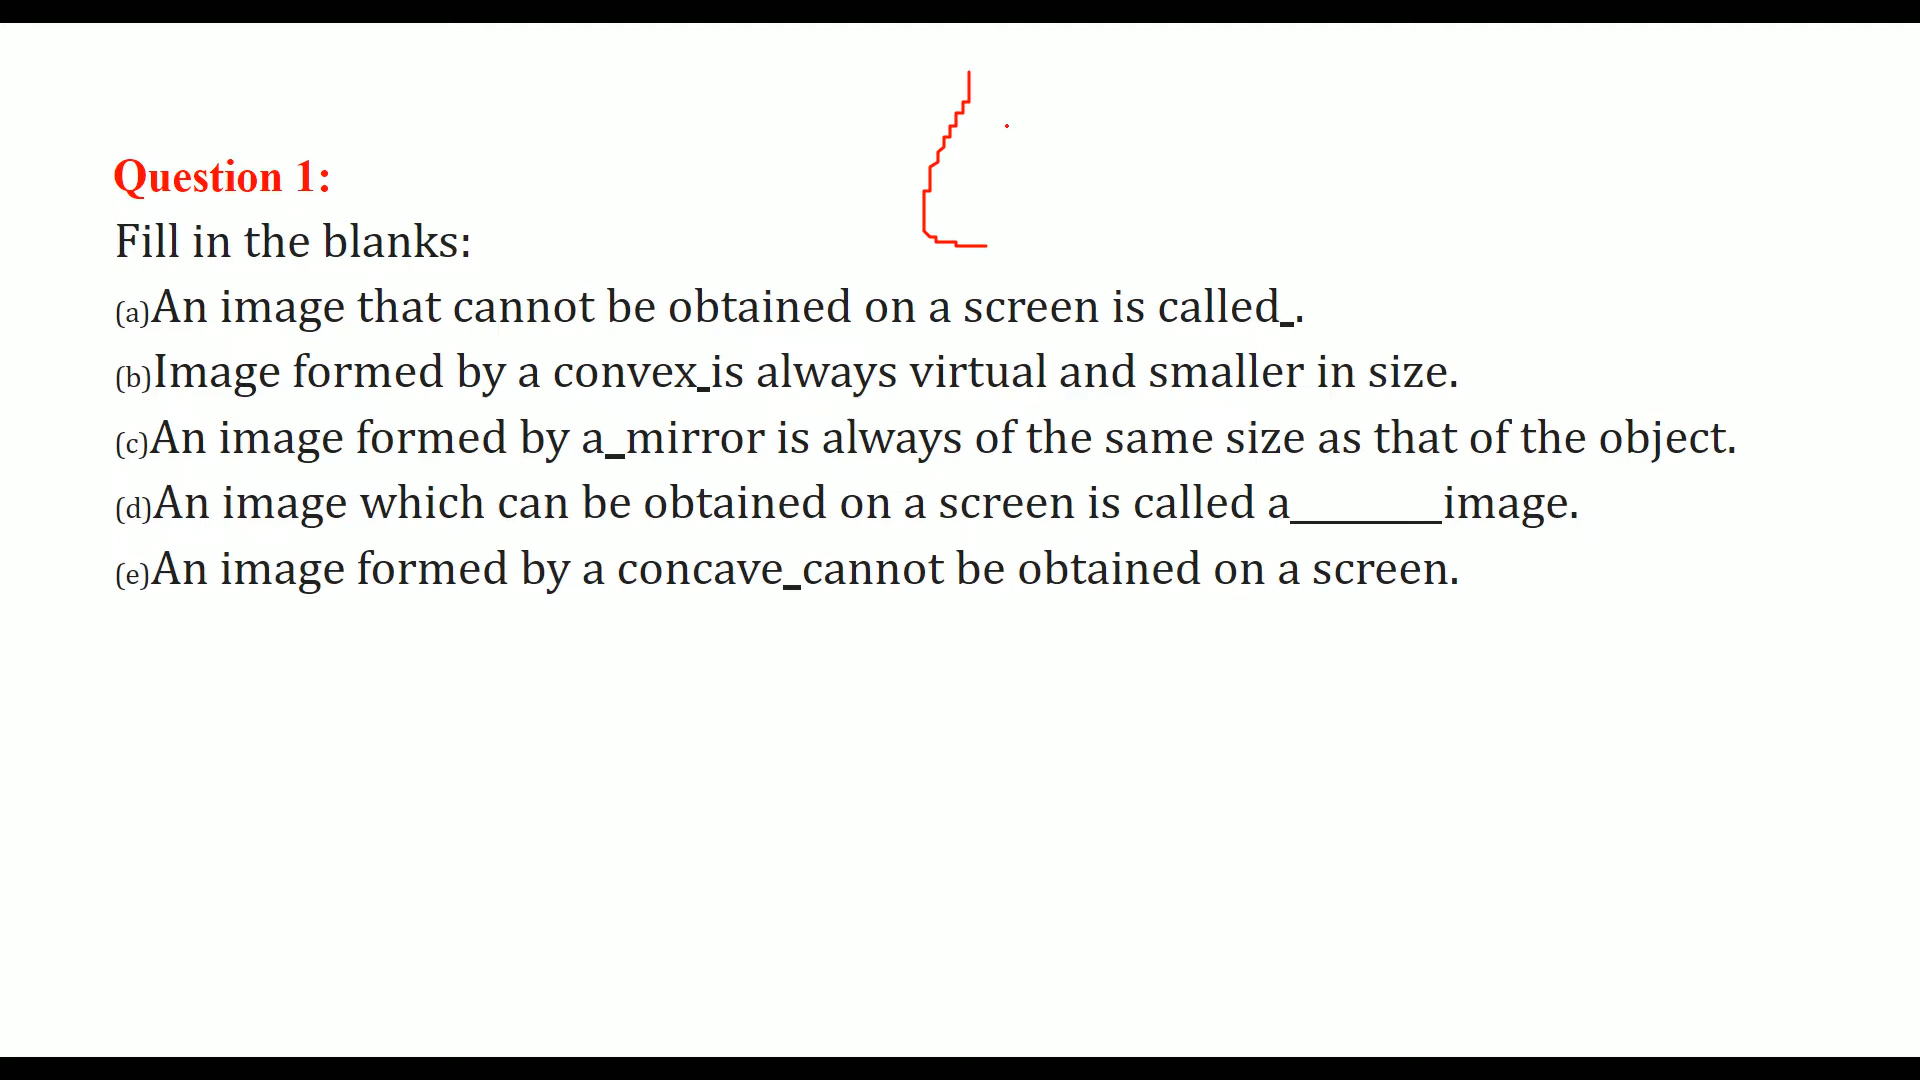 Question 1:
Fill in the blanks:
(a)An image that cannot be obtained on a screen is called_.
(b)Image formed by a convex_is always virtual and smaller in size.
(c)An image formed by a_mirror is always of the same size as that of the object.
(d)An image which can be obtained on a screen is called a______image.
(e)An image formed by a concave_cannot be obtained on a screen.